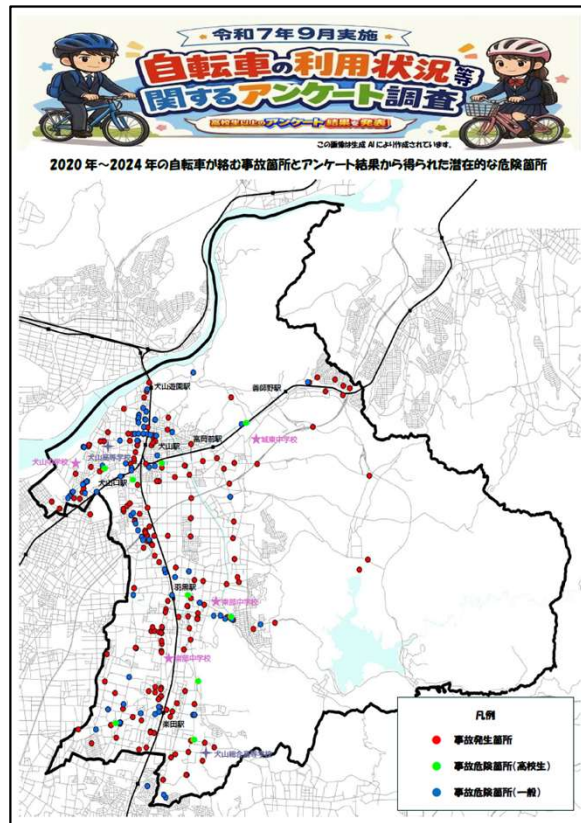 令和7年9月実施
自転車の利用状況等
関するアンケート調査
アンケート結果を発表!
この画像は生成AIにより作成されています。
2020年～2024年の自転車が絡む事故箇所とアンケート結果から得られた潜在的な危険箇所
犬山遊園駅
善師野駅
犬山駅
高岡前駅
城東中学校
犬山中学校
犬山高等学校
犬山口駅
羽黒駅
東部中学校
南部中学校
楽田駅
犬山総合高等学校
凡例
事故発生箇所
事故危険箇所(高校生)
事故危険箇所(一般)